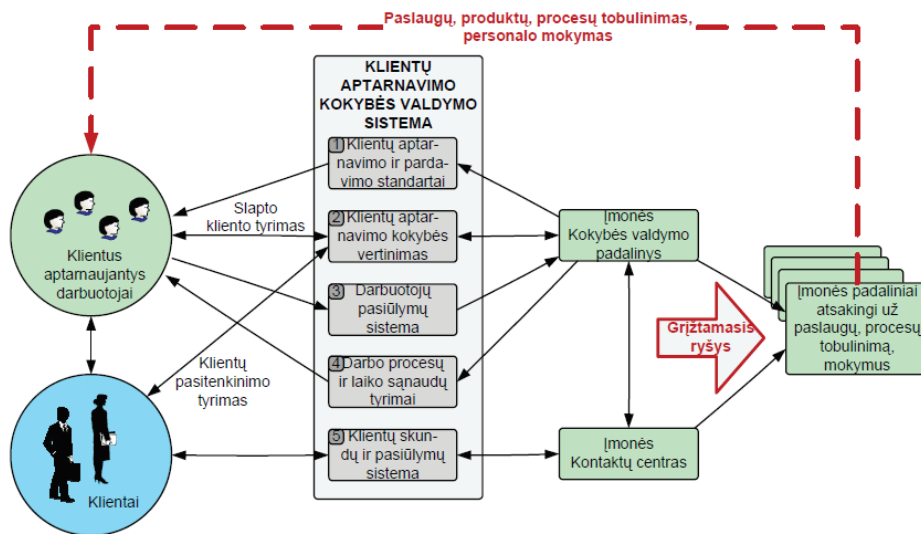 Paslaugų, produktų, procesų tobulinimas,
personalo mokymas
KLIENTŲ
APTARNAVIMO
KOKYBĖS VALDYMO
SISTEMA
1 Klientų aptar-
navimo ir parda-
vimo standartai
2 Klientų aptar-
navimo kokybės
vertinimas
3 Darbuotojų
pasiūlymų
sistema
4 Darbo procesų
ir laiko sąnaudų
tyrimai
5 Klientų skun-
dų ir pasiūlymų
sistema
Slapto
kliento tyrimas
Klientus
aptarnaujantys
darbuotojai
Klientų
pasitenkinimo
tyrimas
Klientai
Įmonės
Kokybės valdymo
padalinys
Grįžtamasis
ryšys
Įmonės padaliniai
atsakingi už
paslaugų, procesų
tobulinimą,
mokymus
Įmonės
Kontaktų centras